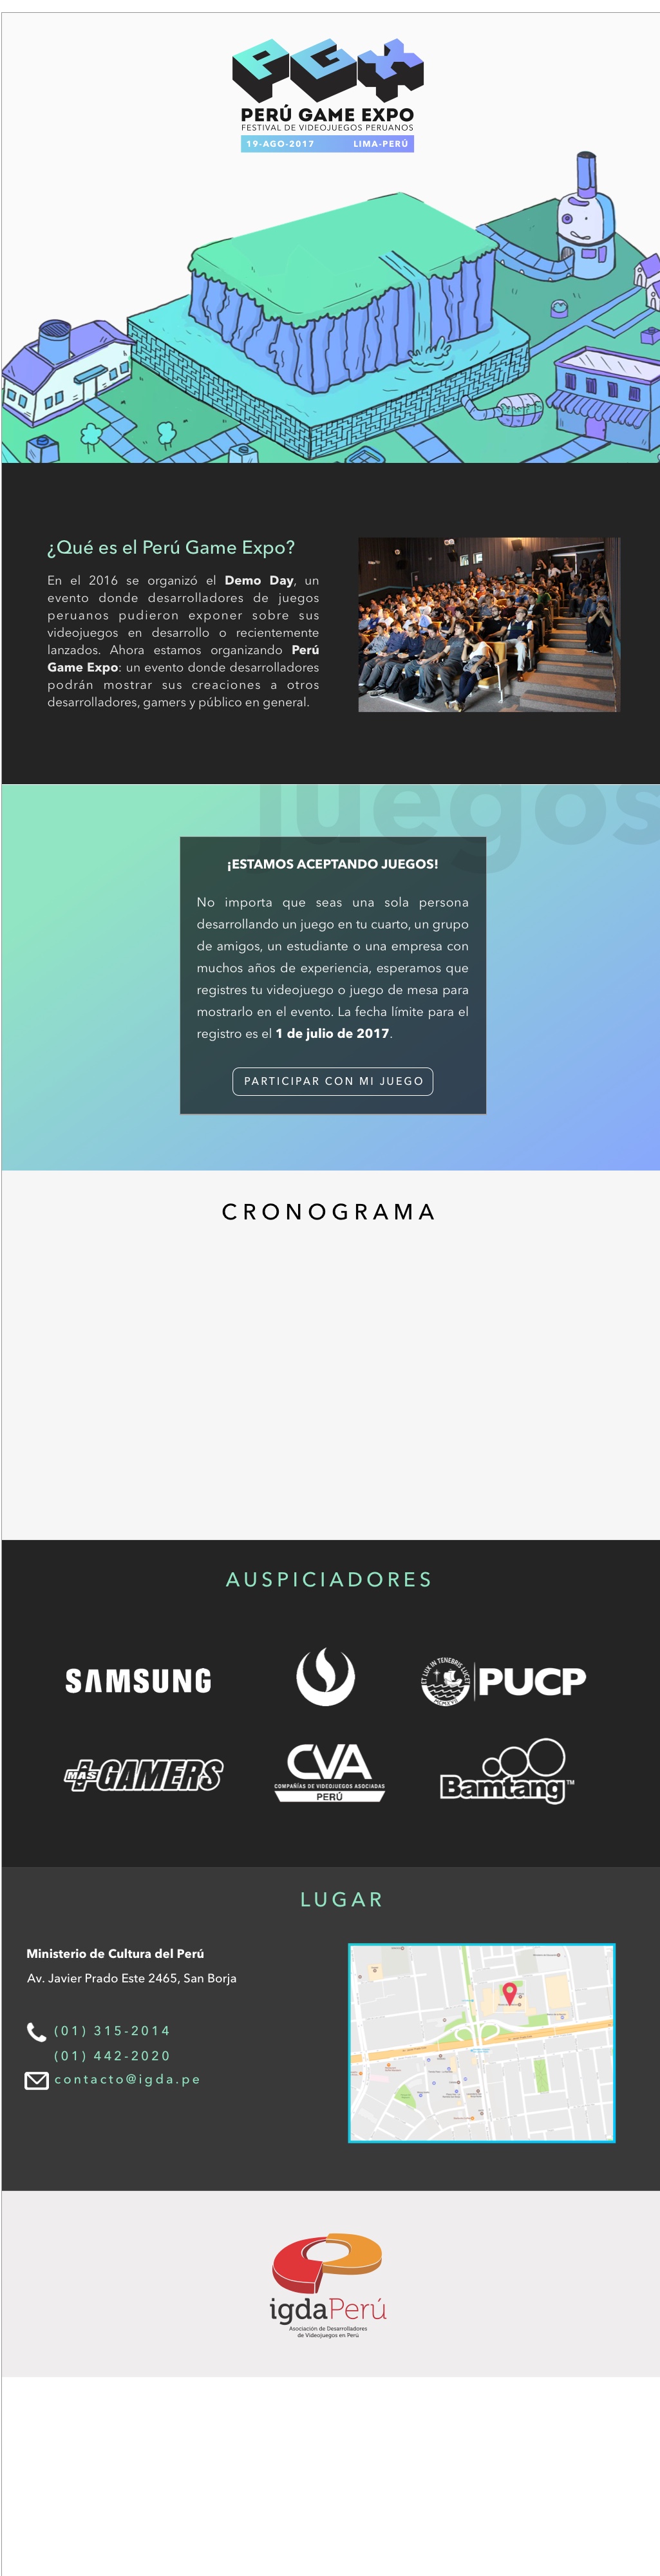 PERÚ GAME EXPO
FESTIVAL DE VIDEOJUEGOS PERUANOS
19-AGO-2017 LIMA-PERÚ
¿Qué es el Perú Game Expo?
En el 2016 se organizó el Demo Day, un
evento donde desarrolladores de juegos
peruanos pudieron exponer sobre sus
videojuegos en desarrollo o recientemente
lanzados. Ahora estamos organizando Perú
Game Expo: un evento donde desarrolladores
podrán mostrar sus creaciones a otros
desarrolladores, gamers y público en general.
juegos
¡ESTAMOS ACEPTANDO JUEGOS!
No importa que seas una sola persona
desarrollando un juego en tu cuarto, un grupo
de amigos, un estudiante o una empresa con
muchos años de experiencia, esperamos que
registres tu videojuego o juego de mesa para
mostrarlo en el evento. La fecha límite para el
registro es el 1 de julio de 2017.
PARTICIPAR CON MI JUEGO
CRONOGRAMA
AUSPICIADORES
SAMSUNG
ET LUX IN TENEBRIS LUCET
MCMXVII
PUCP
MAS GAMERS
CVA
COMPAÑÍAS DE VIDEOJUEGOS ASOCIADAS
PERÚ
Bamtang™
LUGAR
Ministerio de Cultura del Perú
Av. Javier Prado Este 2465, San Borja
(01) 315-2014
(01) 442-2020
contacto@igda.pe
igdaPerú
Asociación de Desarrolladores
de Videojuegos en Perú